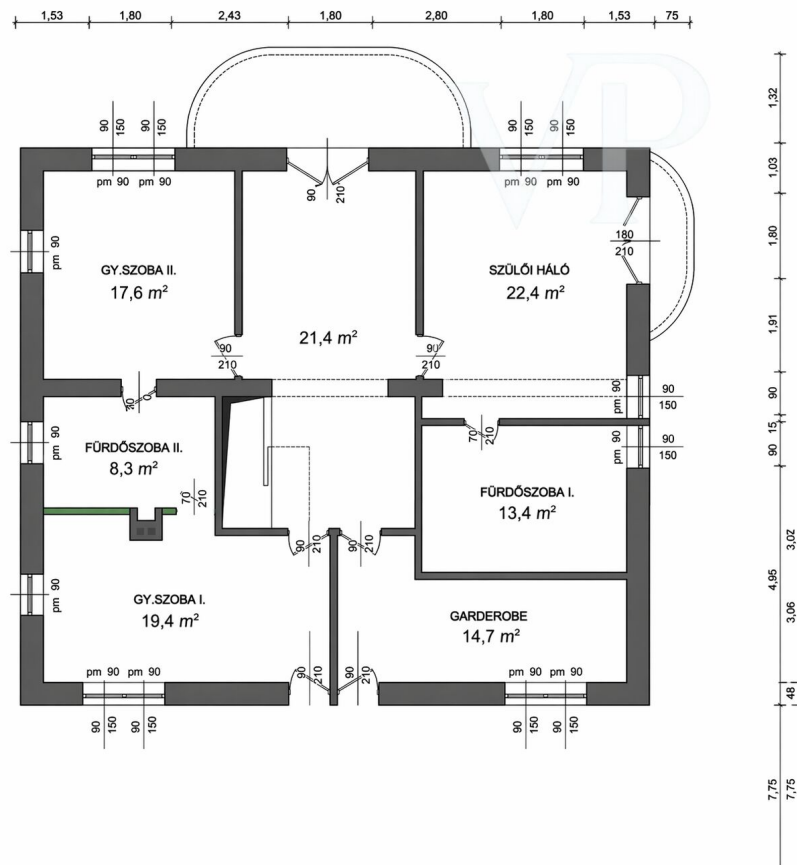 1,53 1,80 2,43 1,80 2,80 1,80 1,53 75
VP
90 150 90 150
90 150 90 150
pm 90 pm 90
pm 90 pm 90
90 210
1,32
1,03
1,80
1,91
90
15
90
3,02
4,95
3,06
48
7,75
7,75
pm 90
180
210
GY.SZOBA II.
17,6 m²
SZÜLŐI HÁLÓ
22,4 m²
21,4 m²
90
210
90
210
pm 90
90
150
70 210
pm 90
FÜRDŐSZOBA II.
8,3 m²
pm 90
90
150
70 210
FÜRDŐSZOBA I.
13,4 m²
90 210
90 210
pm 90
GY.SZOBA I.
19,4 m²
GARDEROBE
14,7 m²
pm 90 pm 90
90 210
90 210
pm 90 pm 90
90 150 90 150
90 150 90 150